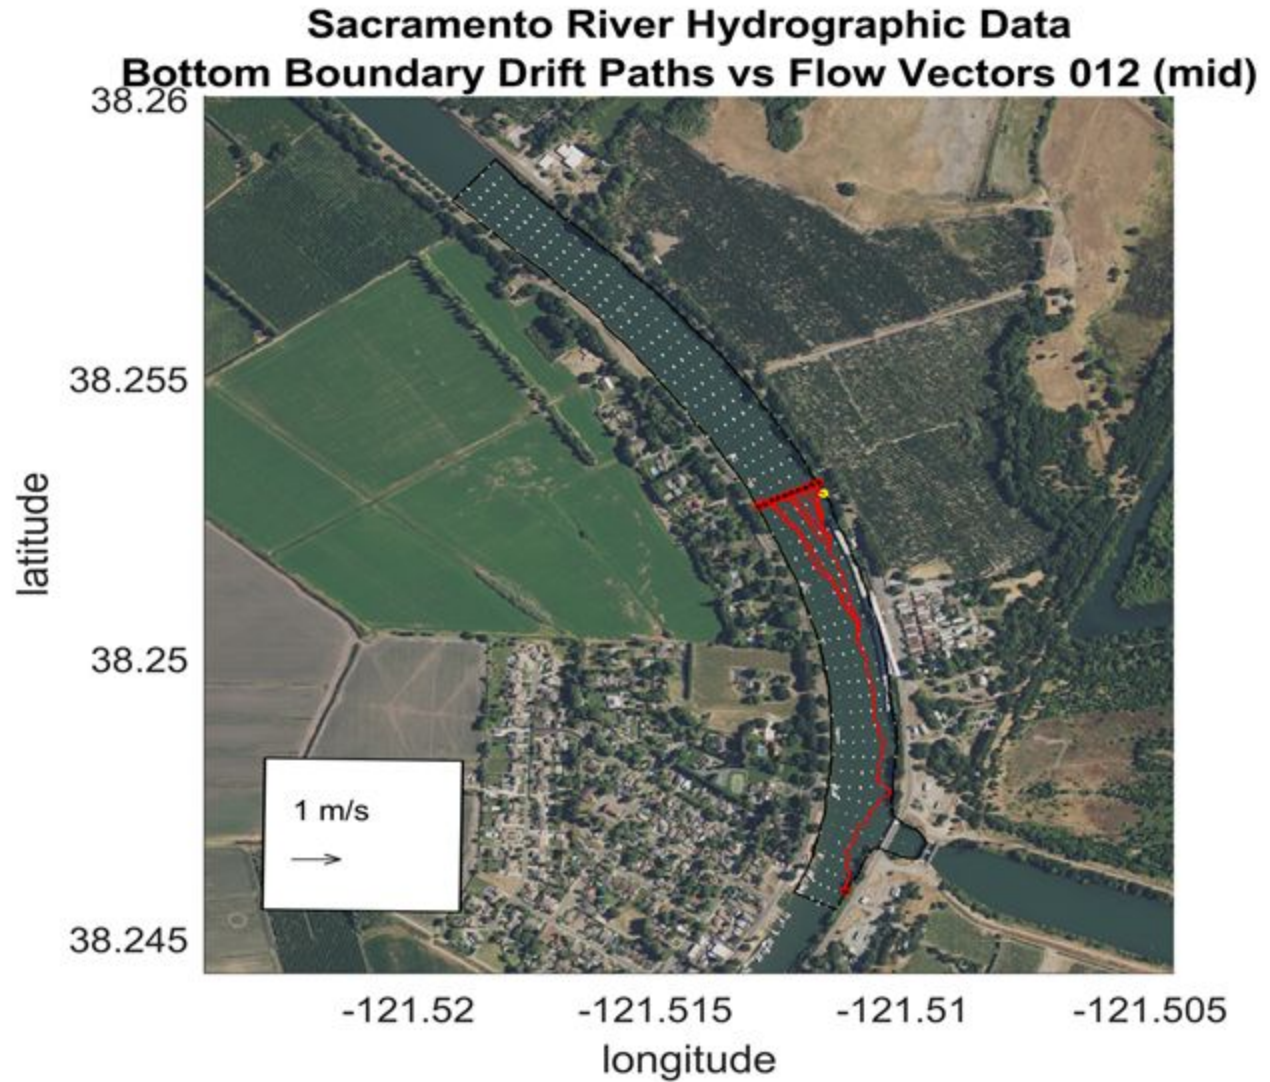 Sacramento River Hydrographic Data
Bottom Boundary Drift Paths vs Flow Vectors 012 (mid)
38.26
38.255
38.25
38.245
latitude
1 m/s
-121.52
-121.515
-121.51
-121.505
longitude